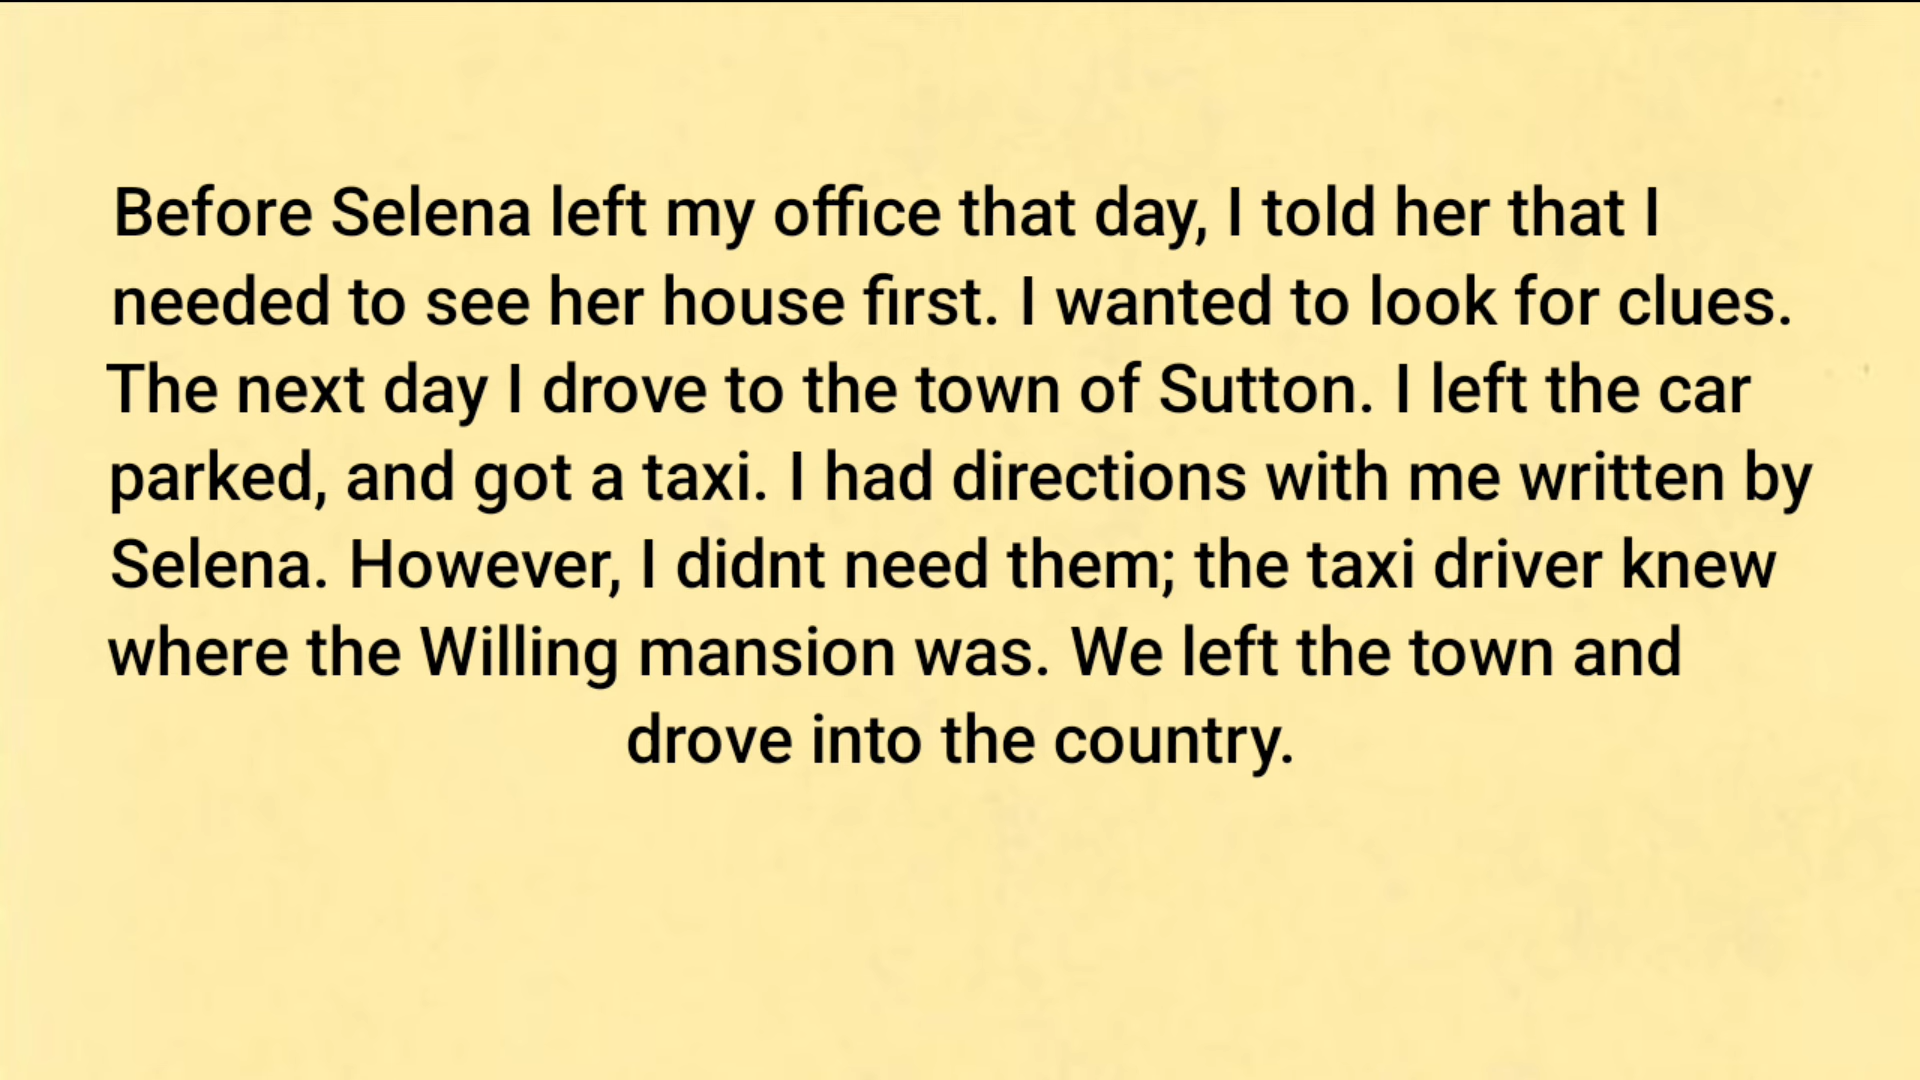 Before Selena left my office that day, I told her that I
needed to see her house first. I wanted to look for clues.
The next day I drove to the town of Sutton. I left the car
parked, and got a taxi. I had directions with me written by
Selena. However, I didnt need them; the taxi driver knew
where the Willing mansion was. We left the town and
drove into the country.